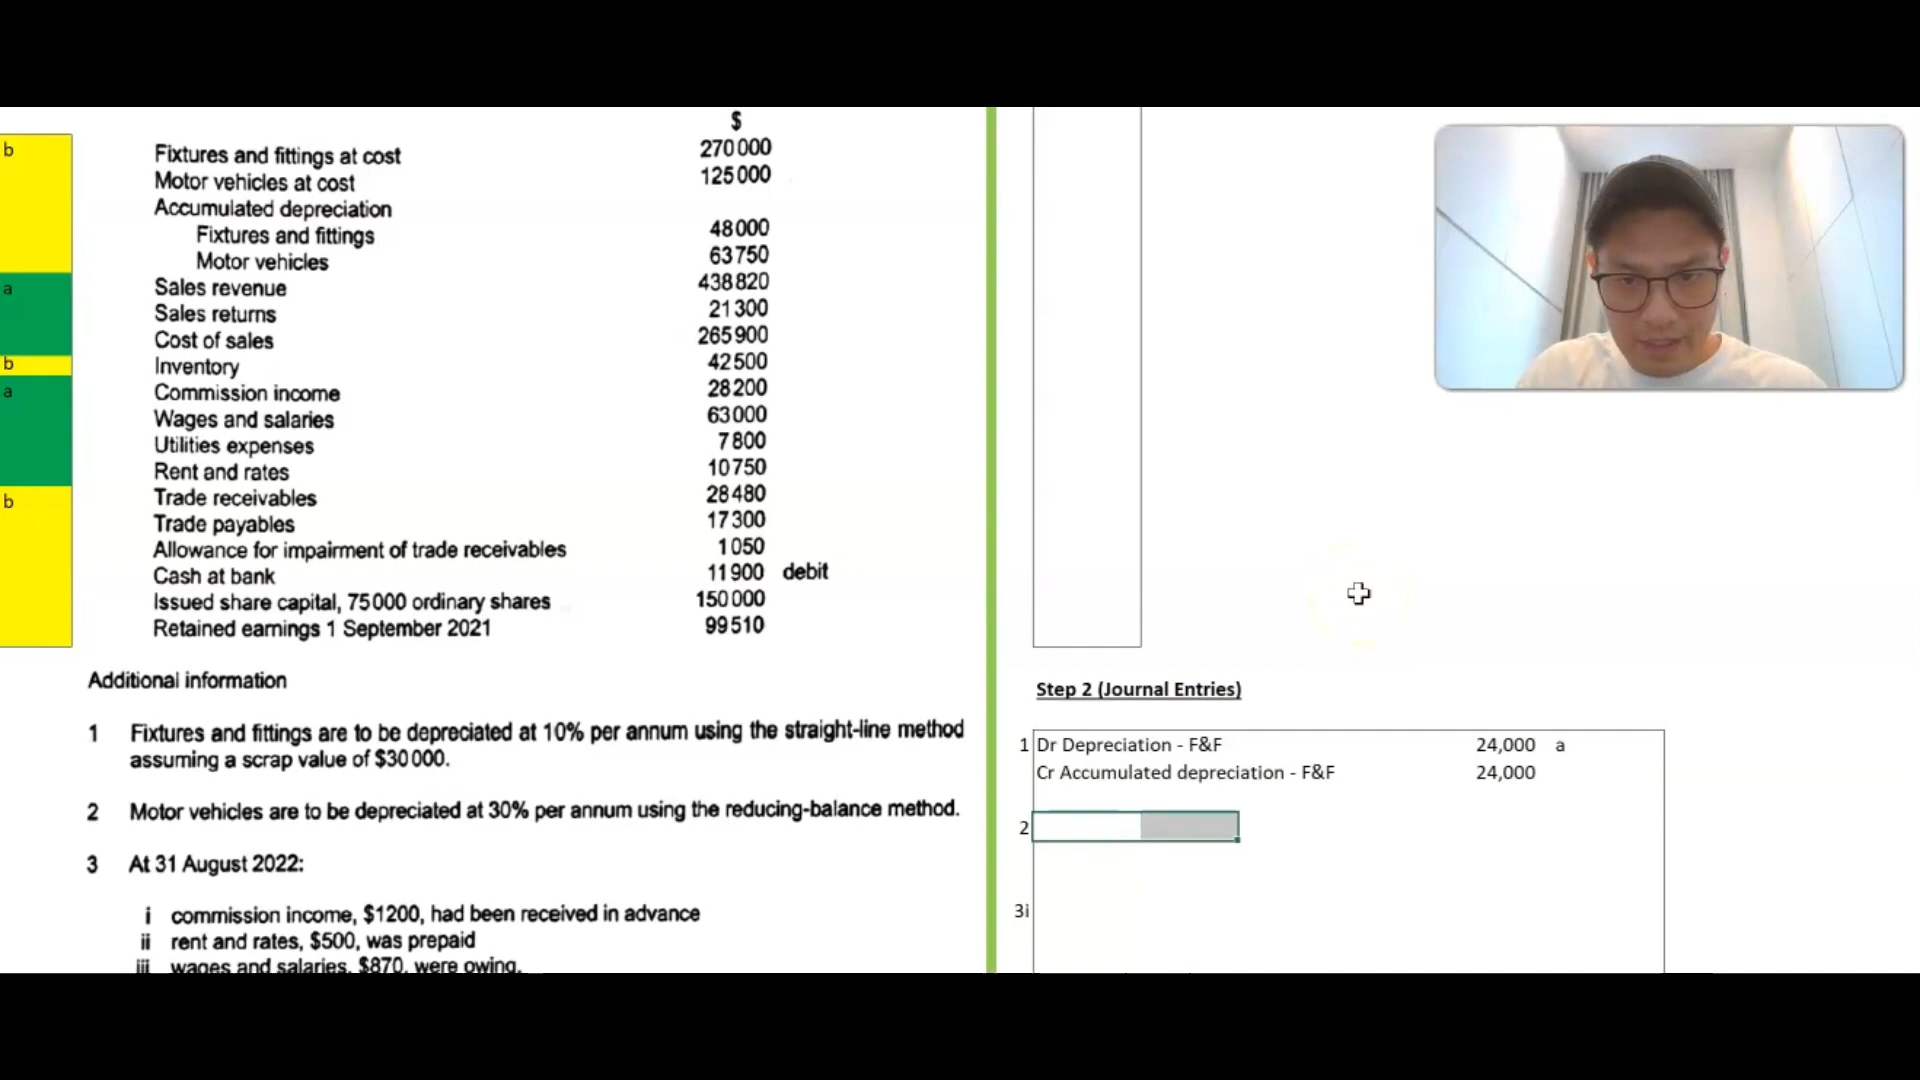 $
b
Fixtures and fittings at cost 270 000
Motor vehicles at cost 125 000
Accumulated depreciation
Fixtures and fittings 48 000
Motor vehicles 63 750
a
Sales revenue 438 820
Sales returns 21 300
Cost of sales 265 900
b
Inventory 42 500
a
Commission income 28 200
Wages and salaries 63 000
Utilities expenses 7 800
Rent and rates 10 750
b
Trade receivables 28 480
Trade payables 17 300
Allowance for impairment of trade receivables 1 050
Cash at bank 11 900 debit
Issued share capital, 75 000 ordinary shares 150 000
Retained earnings 1 September 2021 99 510
Additional information
1 Fixtures and fittings are to be depreciated at 10% per annum using the straight-line method
assuming a scrap value of $30 000.
2 Motor vehicles are to be depreciated at 30% per annum using the reducing-balance method.
3 At 31 August 2022:
i commission income, $1200, had been received in advance
ii rent and rates, $500, was prepaid
iii wages and salaries, $870, were owing.
Step 2 (Journal Entries)
1 Dr Depreciation - F&F 24,000 a
Cr Accumulated depreciation - F&F 24,000
2
3i